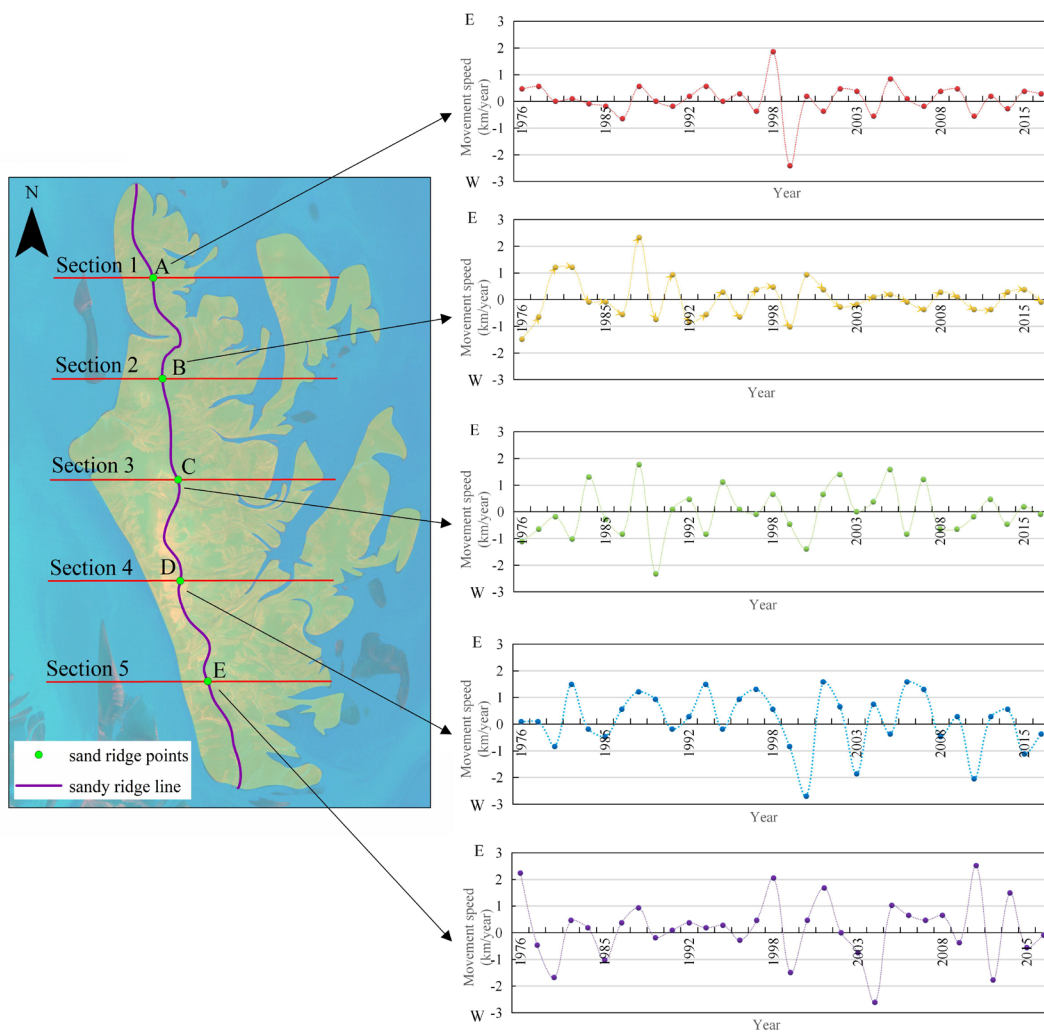 N
Section 1
A
Section 2
B
Section 3
C
Section 4
D
Section 5
E
sand ridge points
sandy ridge line
E
3
2
1
0
-1
-2
-3
W
Movement speed
(km/year)
1976
1985
1992
1998
2003
2008
2015
Year
E
3
2
1
0
-1
-2
-3
W
Movement speed
(km/year)
1976
1985
1992
1998
2003
2008
2015
Year
E
3
2
1
0
-1
-2
-3
W
Movement speed
(km/year)
1976
1985
1992
1998
2003
2008
2015
Year
E
3
2
1
0
-1
-2
-3
W
Movement speed
(km/year)
1976
1985
1992
1998
2003
2008
2015
Year
E
3
2
1
0
-1
-2
-3
W
Movement speed
(km/year)
1976
1985
1992
1998
2003
2008
2015
Year